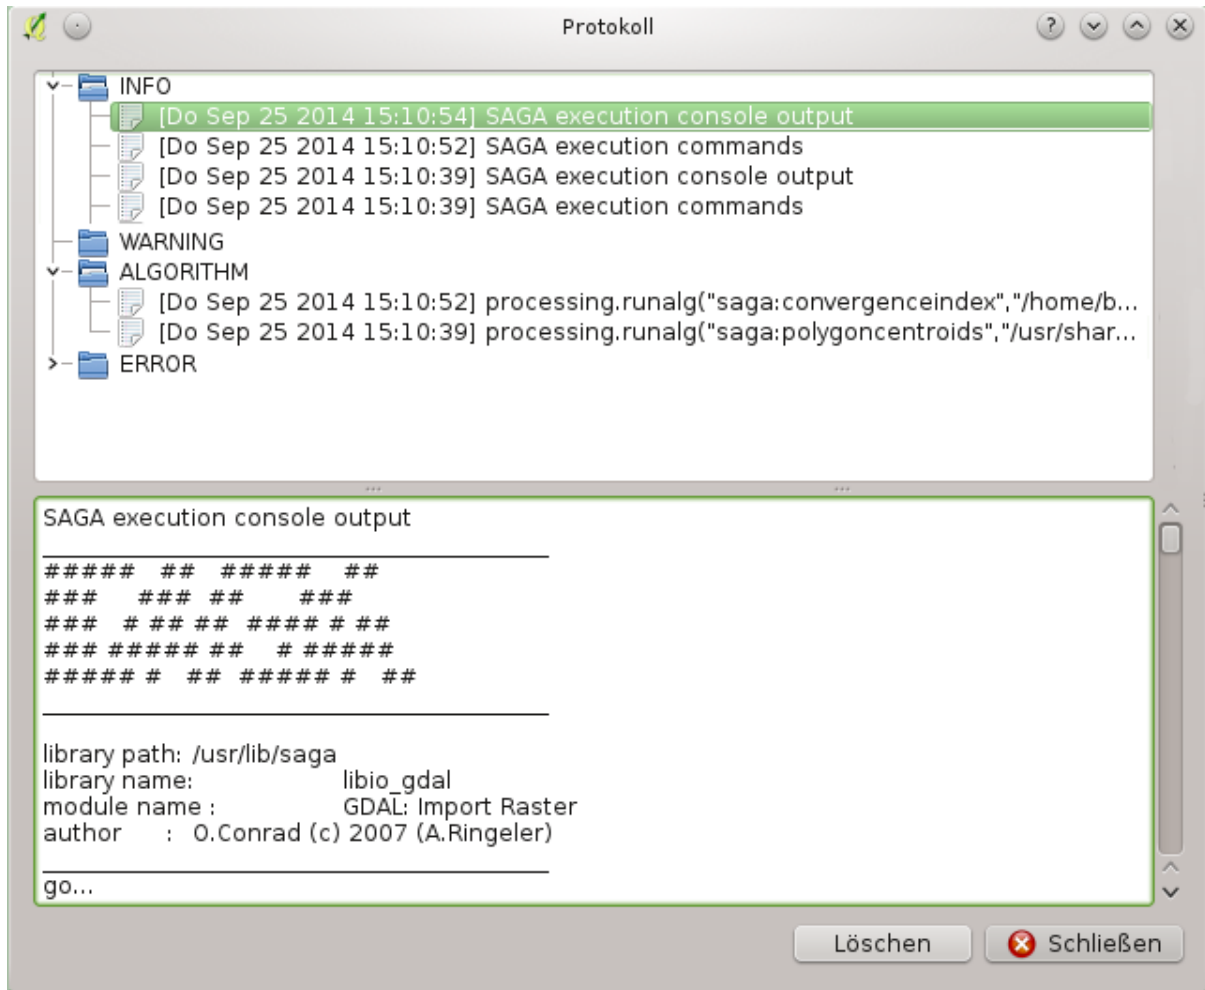 Protokoll
INFO
[Do Sep 25 2014 15:10:54] SAGA execution console output
[Do Sep 25 2014 15:10:52] SAGA execution commands
[Do Sep 25 2014 15:10:39] SAGA execution console output
[Do Sep 25 2014 15:10:39] SAGA execution commands
WARNING
ALGORITHM
[Do Sep 25 2014 15:10:52] processing.runalg("saga:convergenceindex","/home/b...
[Do Sep 25 2014 15:10:39] processing.runalg("saga:polygoncentroids","/usr/shar...
ERROR
SAGA execution console output
_____________________________________________
#####   ##   #####    ##
###     ### ##      ###
###   # ## ##  #### # ##
### ##### ##    # #####
##### #   ##  ##### #   ##
_____________________________________________
library path: /usr/lib/saga
library name: libio_gdal
module name : GDAL: Import Raster
author : O.Conrad (c) 2007 (A.Ringeler)
_____________________________________________
go...
Löschen
Schließen